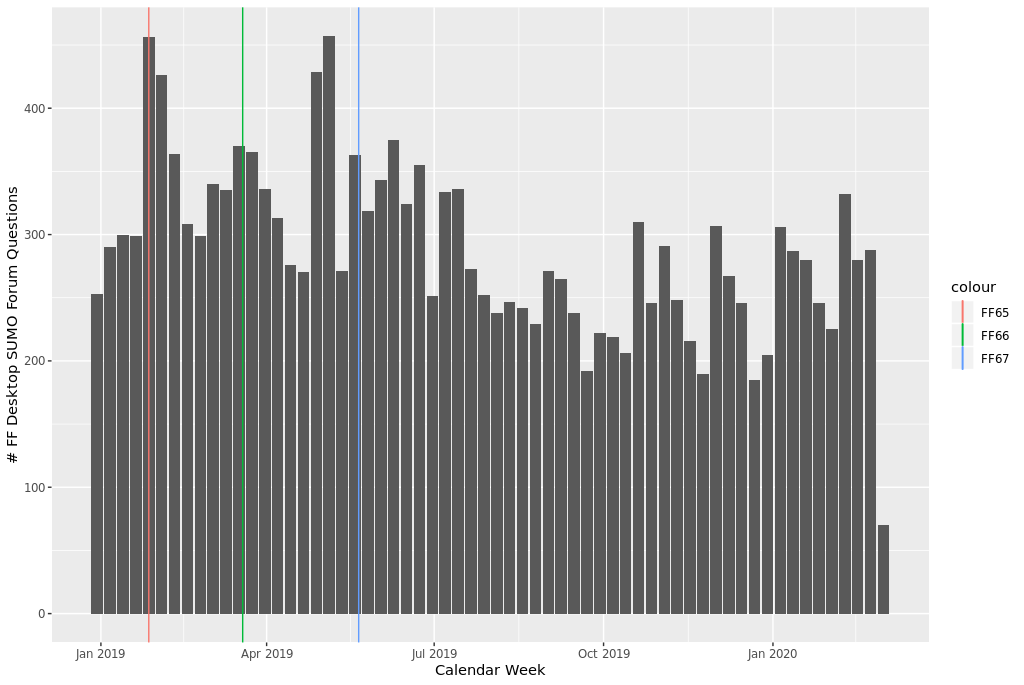 # FF Desktop SUMO Forum Questions
400
300
200
100
0
Jan 2019
Apr 2019
Jul 2019
Oct 2019
Jan 2020
Calendar Week
colour
FF65
FF66
FF67